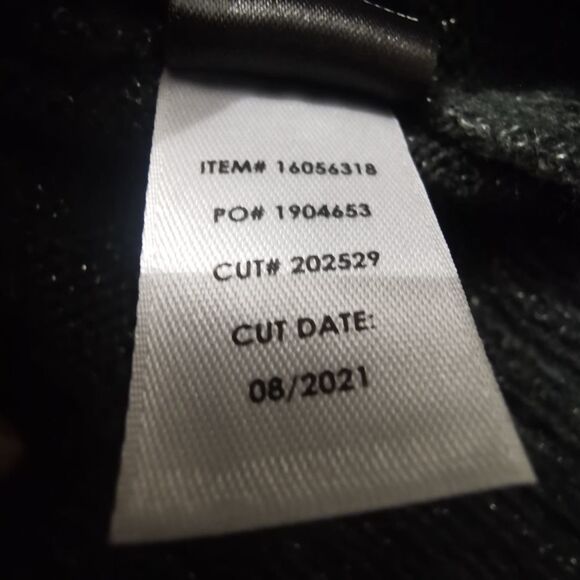 ITEM# 16056318
PO# 1904653
CUT# 202529
CUT DATE:
08/2021